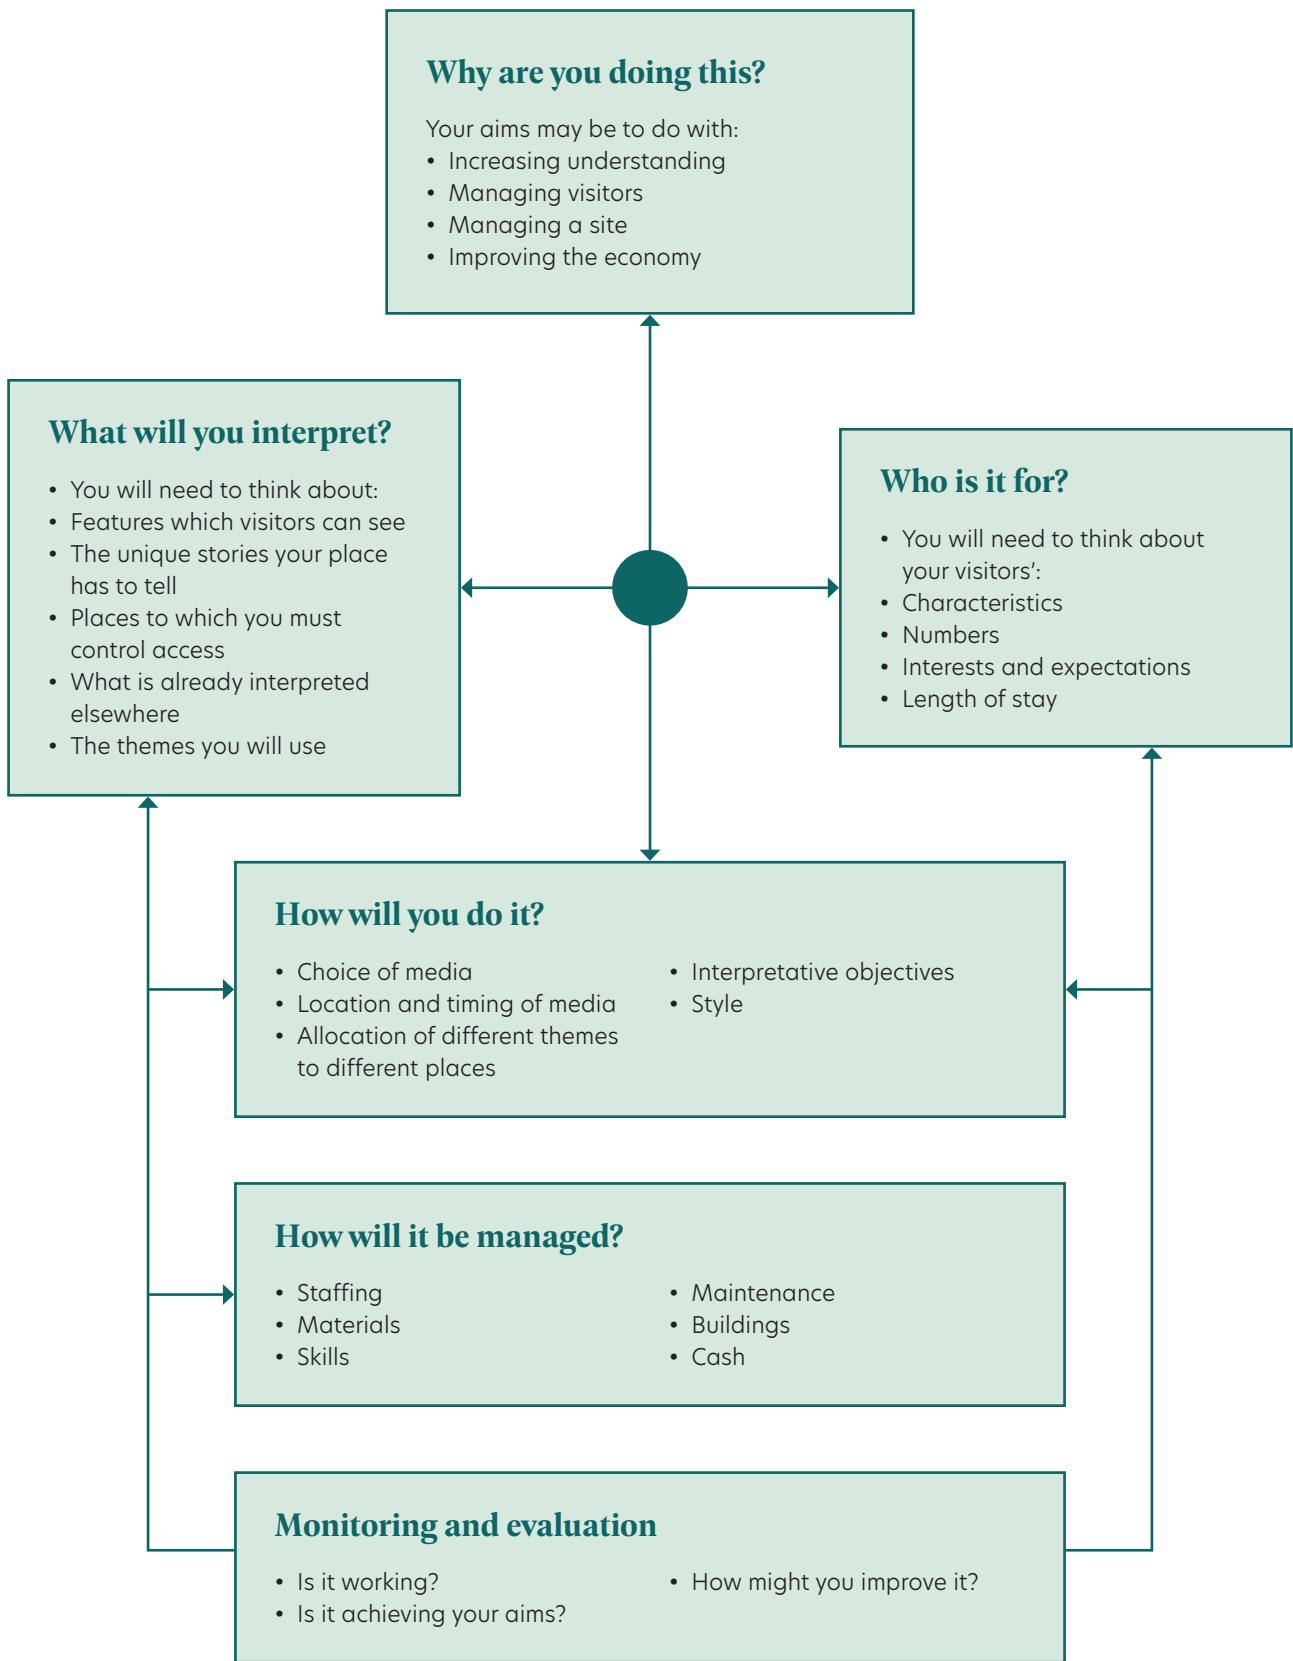 Why are you doing this?
Your aims may be to do with:
• Increasing understanding
• Managing visitors
• Managing a site
• Improving the economy
What will you interpret?
• You will need to think about:
• Features which visitors can see
• The unique stories your place
has to tell
• Places to which you must
control access
• What is already interpreted
elsewhere
• The themes you will use
Who is it for?
• You will need to think about
your visitors’:
• Characteristics
• Numbers
• Interests and expectations
• Length of stay
How will you do it?
• Choice of media
• Location and timing of media
• Allocation of different themes
to different places
• Interpretative objectives
• Style
How will it be managed?
• Staffing
• Materials
• Skills
• Maintenance
• Buildings
• Cash
Monitoring and evaluation
• Is it working?
• Is it achieving your aims?
• How might you improve it?